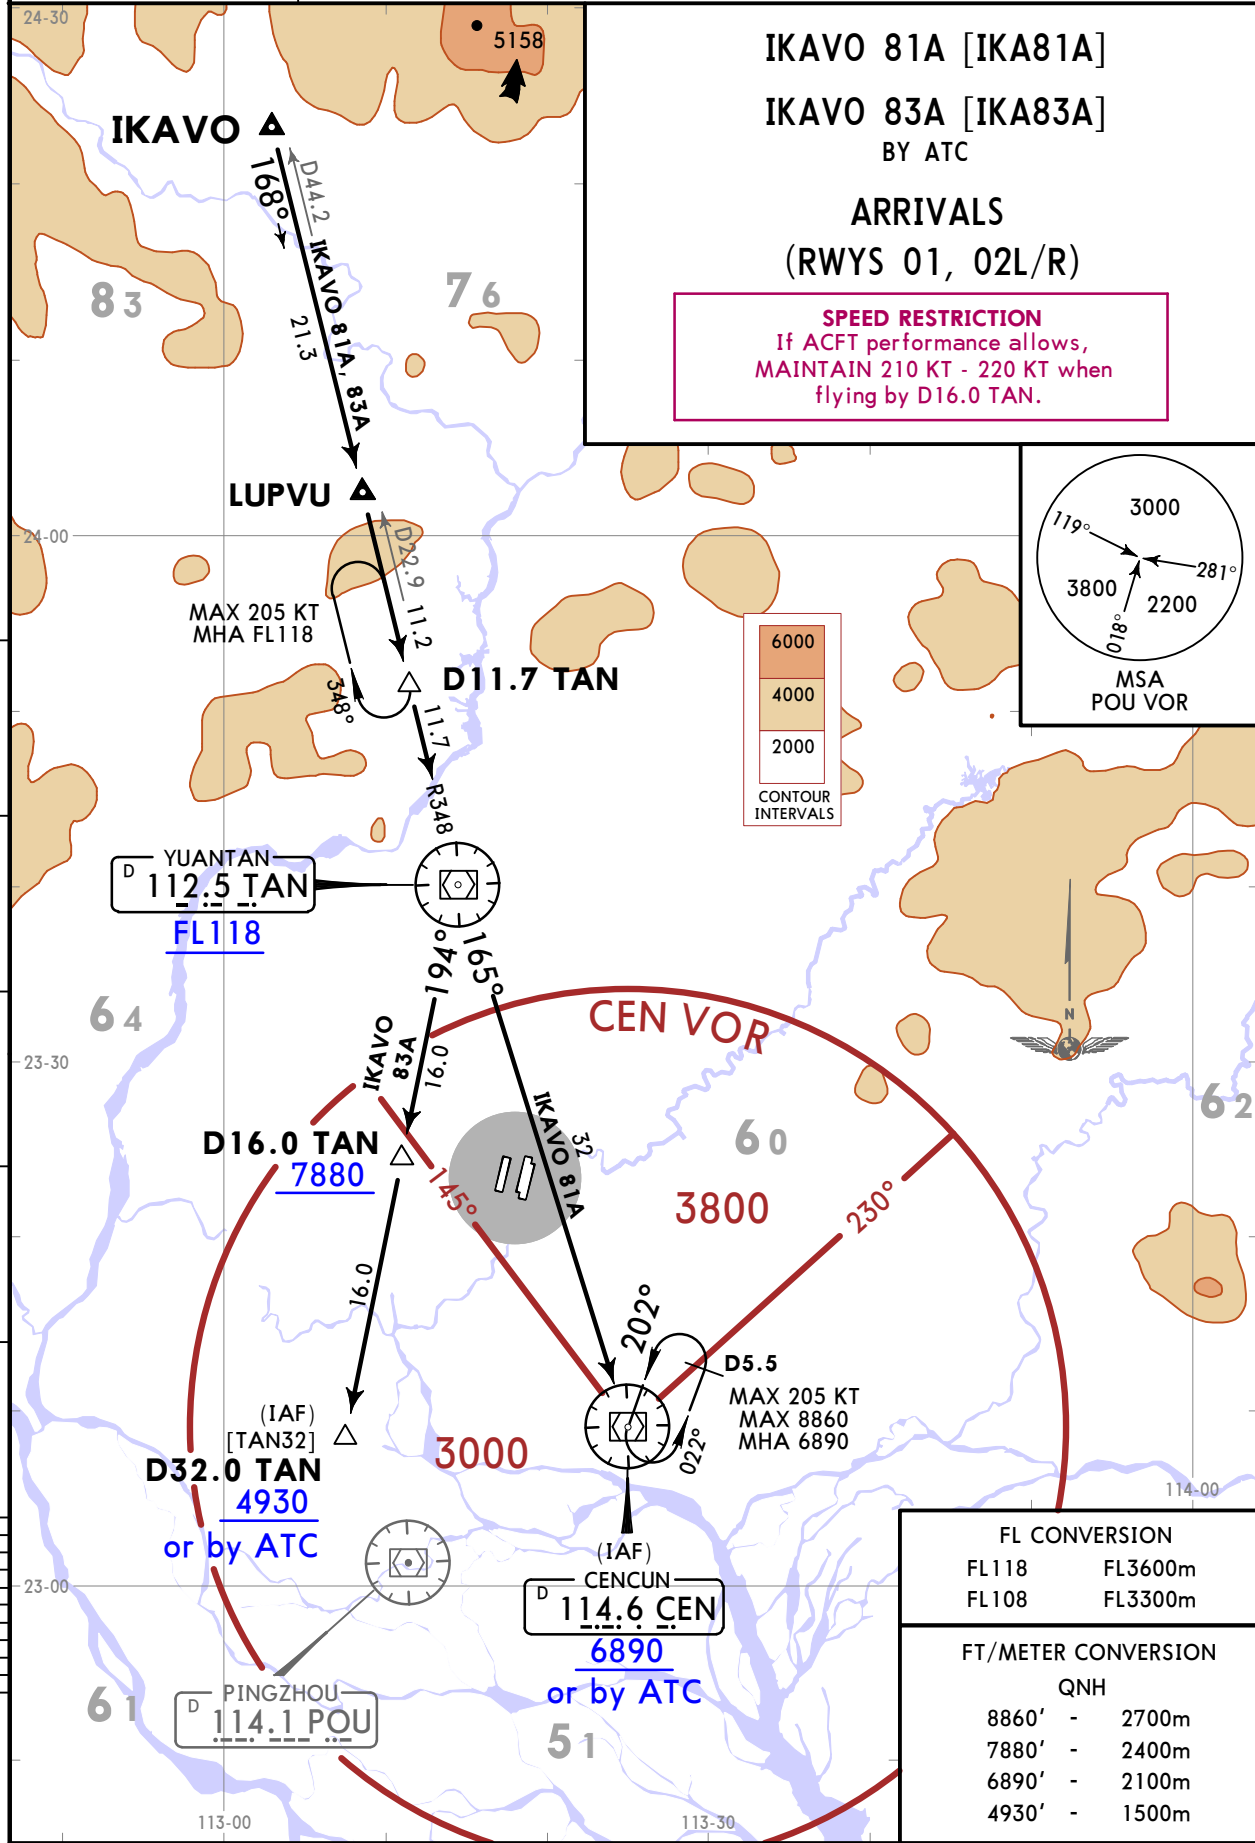 24-30
5158
IKAVO 81A [IKA81A]
IKAVO 83A [IKA83A]
BY ATC
ARRIVALS
(RWYS 01, 02L/R)
SPEED RESTRICTION
If ACFT performance allows,
MAINTAIN 210 KT - 220 KT when
flying by D16.0 TAN.
IKAVO
168°
D44.2
IKAVO 81A, 83A
21.3
83
76
LUPVU
24-00
D22.9
11.2
MAX 205 KT
MHA FL118
348°
D11.7 TAN
11.7
R348
119°
3000
281°
3800
2200
018°
MSA
POU VOR
6000
4000
2000
CONTOUR
INTERVALS
YUANTAN
D 112.5 TAN
FL118
194°
165°
64
CEN VOR
N
23-30
IKAVO
83A
16.0
IKAVO 81A
32
60
62
D16.0 TAN
7880
145°
3800
230°
16.0
202°
D5.5
MAX 205 KT
MAX 8860
MHA 6890
022°
(IAF)
[TAN32]
D32.0 TAN
4930
or by ATC
3000
114-00
23-00
(IAF)
CENCUN
D 114.6 CEN
6890
or by ATC
PINGZHOU
D 114.1 POU
61
51
FL CONVERSION
FL118 FL3600m
FL108 FL3300m
FT/METER CONVERSION
QNH
8860' - 2700m
7880' - 2400m
6890' - 2100m
4930' - 1500m
113-00
113-30